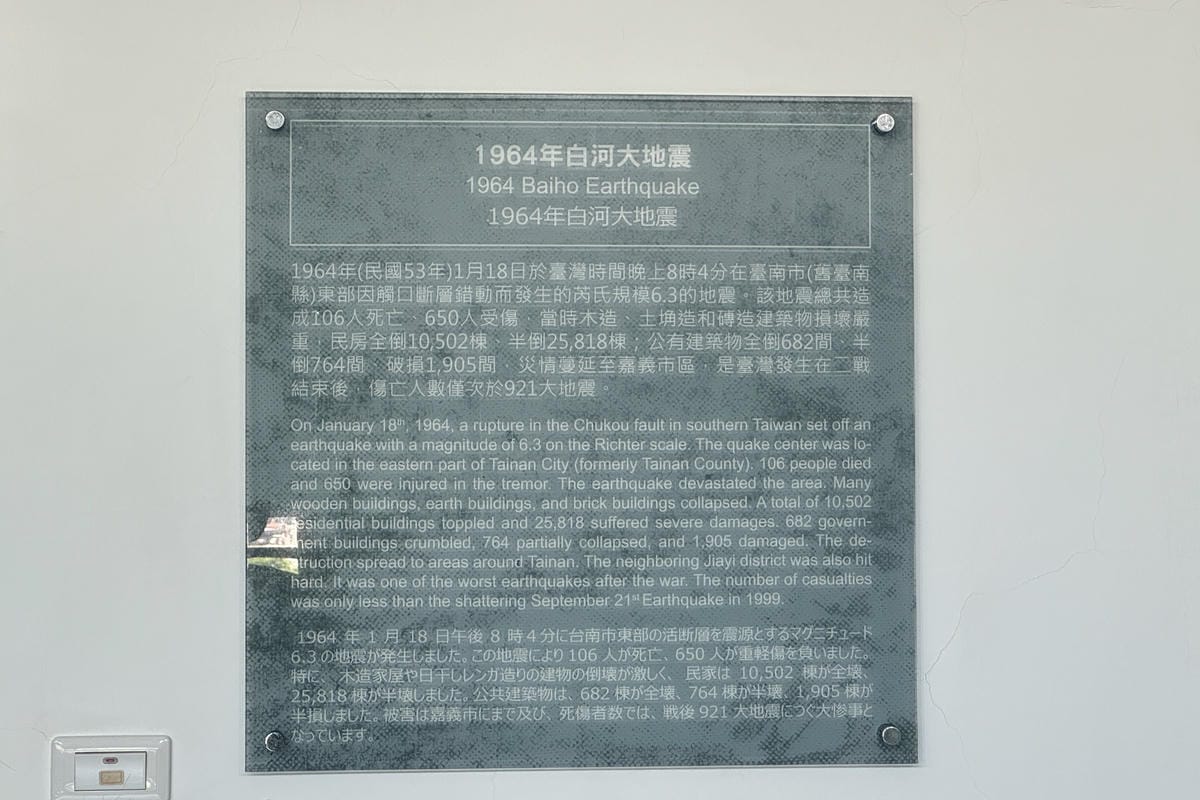 1964年白河大地震
1964 Baiho Earthquake
1964年白河大地震
1964年(民國53年)1月18日於臺灣時間晚上8時4分在臺南市(舊臺南
縣)東部因觸口斷層錯動而發生的芮氏規模6.3的地震。該地震總共造
成106人死亡、650人受傷，當時木造、土埆造和磚造建築物損壞嚴
重，民房全倒10,502棟、半倒25,818棟；公有建築物全倒682間、半
倒764間、破損1,905間，災情蔓延至嘉義市區，是臺灣發生在二戰
結束後，傷亡人數僅次於921大地震。
On January 18th, 1964, a rupture in the Chukou fault in southern Taiwan set off an
earthquake with a magnitude of 6.3 on the Richter scale. The quake center was lo-
cated in the eastern part of Tainan City (formerly Tainan County). 106 people died
and 650 were injured in the tremor. The earthquake devastated the area. Many
wooden buildings, earth buildings, and brick buildings collapsed. A total of 10,502
residential buildings toppled and 25,818 suffered severe damages. 682 govern-
ment buildings crumbled, 764 partially collapsed, and 1,905 damaged. The de-
struction spread to areas around Tainan. The neighboring Jiayi district was also hit
hard. It was one of the worst earthquakes after the war. The number of casualties
was only less than the shattering September 21st Earthquake in 1999.
1964 年 1 月 18 日午後 8 時 4 分に台南市東部の活断層を震源とするマグニチュード
6.3 の地震が発生しました。この地震により 106 人が死亡、650 人が重軽傷を負いました。
特に、木造家屋や日干しレンガ造りの建物の倒壊が激しく、民家は 10,502 棟が全壊、
25,818 棟が半壊しました。公共建築物は、682 棟が全壊、764 棟が半壊、1,905 棟が
半損しました。被害は嘉義市にまで及び、死傷者数では、戦後 921 大地震につぐ大惨事と
なっています。